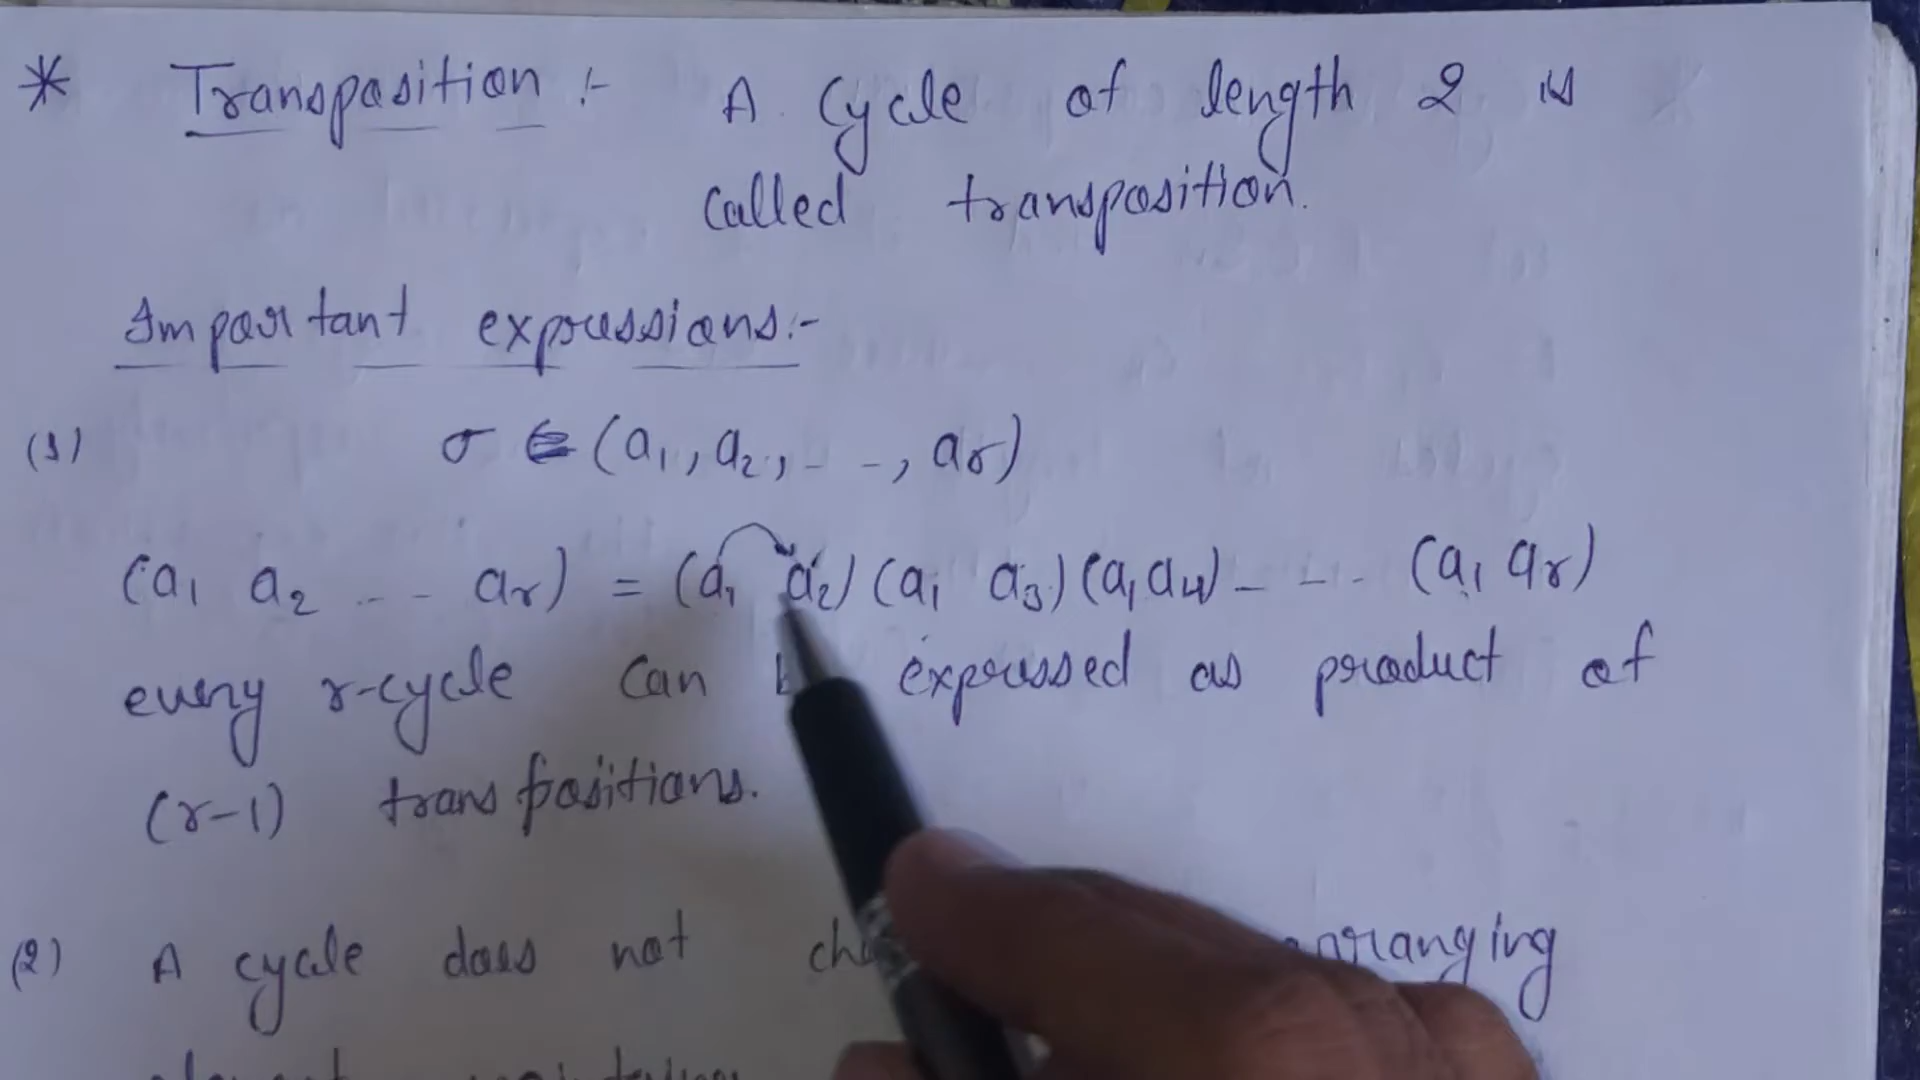 * Transposition :- A Cycle of length 2 is
called transposition.
Important expressions:-
(1) σ = (a₁, a₂, - -, aᵣ)
(a₁ a₂ - - aᵣ) = (a₁ a₂) (a₁ a₃) (a₁ a₄) - - - (a₁ aᵣ)
every r-cycle can expressed as product of
(r-1) transpositions.
(2) A cycle does not